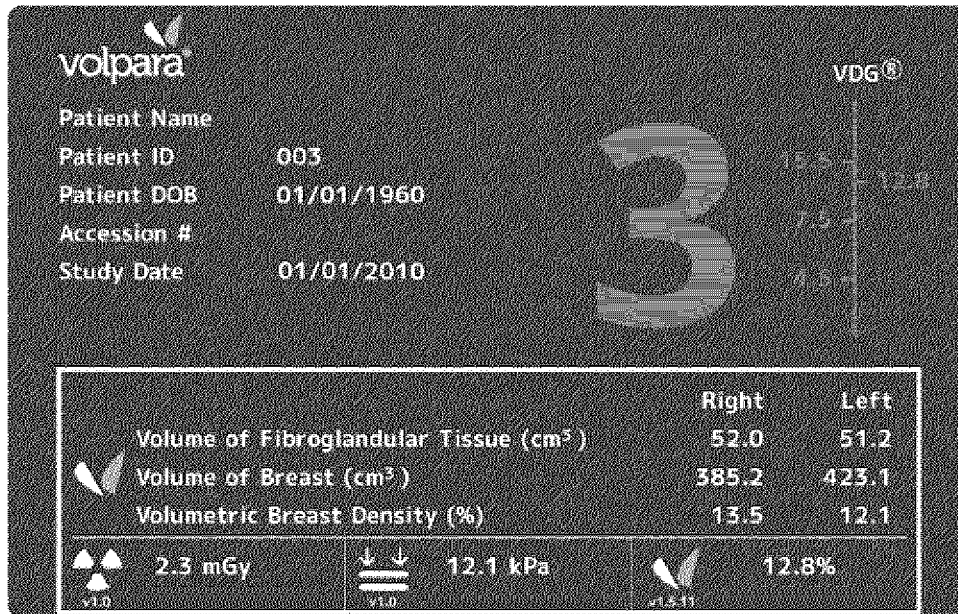 volpara®
VDG®
Patient Name
Patient ID 003
Patient DOB 01/01/1960
Accession #
Study Date 01/01/2010
3
15.5
12.8
7.5
4.5
Right Left
Volume of Fibroglandular Tissue (cm³) 52.0 51.2
Volume of Breast (cm³) 385.2 423.1
Volumetric Breast Density (%) 13.5 12.1
2.3 mGy 12.1 kPa 12.8%
v1.0 v1.0 v1.5.11